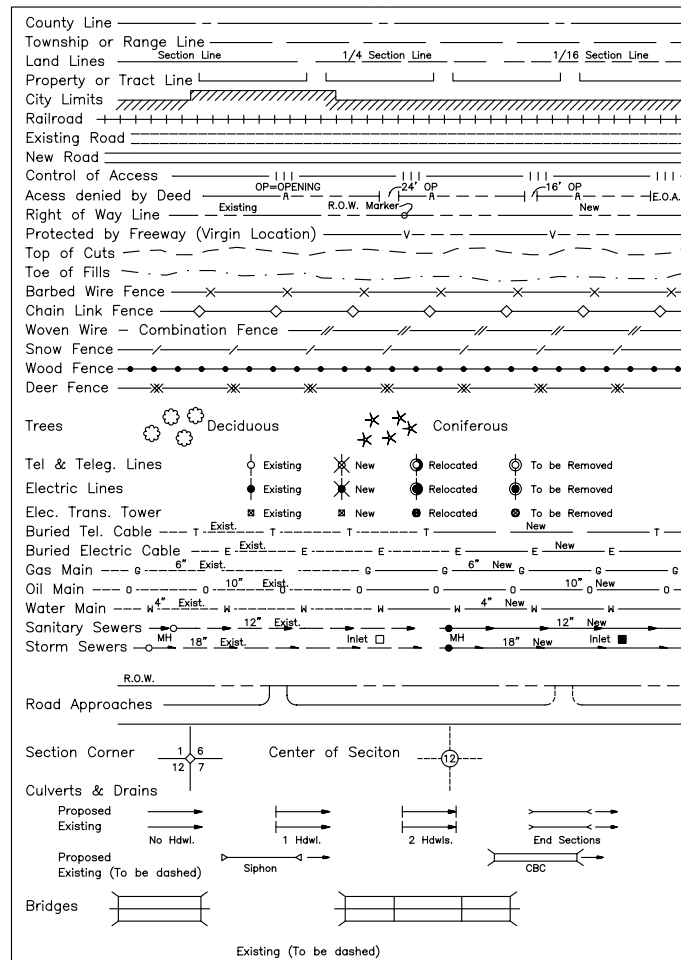 County Line
Township or Range Line
Land Lines Section Line 1/4 Section Line 1/16 Section Line
Property or Tract Line
City Limits
Railroad
Existing Road
New Road
Control of Access
OP=OPENING 24' OP 16' OP
Acess denied by Deed A A A E.O.A.
Existing R.O.W. Marker New
Right of Way Line
Protected by Freeway (Virgin Location) V V
Top of Cuts
Toe of Fills
Barbed Wire Fence
Chain Link Fence
Woven Wire – Combination Fence
Snow Fence
Wood Fence
Deer Fence
Trees Deciduous Coniferous
Tel & Teleg. Lines Existing New Relocated To be Removed
Electric Lines Existing New Relocated To be Removed
Elec. Trans. Tower Existing New Relocated To be Removed
Buried Tel. Cable T Exist. T T T New T
Buried Electric Cable E Exist. E E E E New E
Gas Main G 6" Exist. G G 6" New G G
Oil Main O O 10" Exist. O O O O O 10" New O
Water Main W 4" Exist. W W W W 4" New W W
Sanitary Sewers 12" Exist. 12" New
MH Inlet MH Inlet
Storm Sewers 18" Exist. 18" New
R.O.W.
Road Approaches
Section Corner 1 6 Center of Seciton 12
12 7
Culverts & Drains
Proposed
Existing
No Hdwl. 1 Hdwl. 2 Hdwls. End Sections
Proposed
Existing (To be dashed) Siphon CBC
Bridges
Existing (To be dashed)